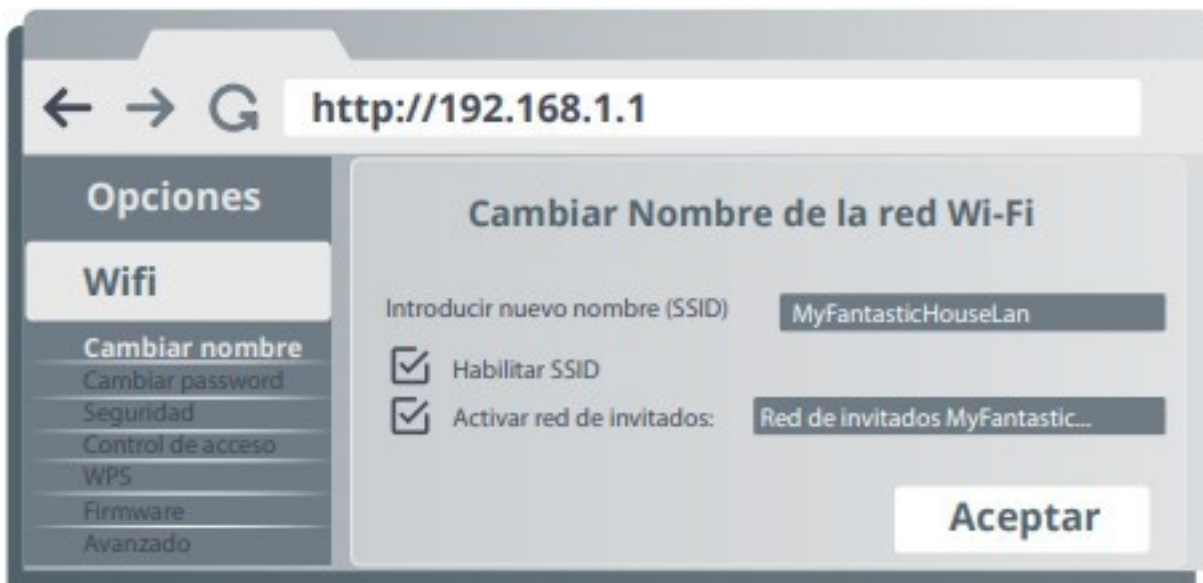 http://192.168.1.1
Opciones
Wifi
Cambiar nombre
Cambiar password
Seguridad
Control de acceso
WPS
Firmware
Avanzado
Cambiar Nombre de la red Wi-Fi
Introducir nuevo nombre (SSID)
MyFantasticHouseLan
Habilitar SSID
Activar red de invitados:
Red de invitados MyFantastic...
Aceptar